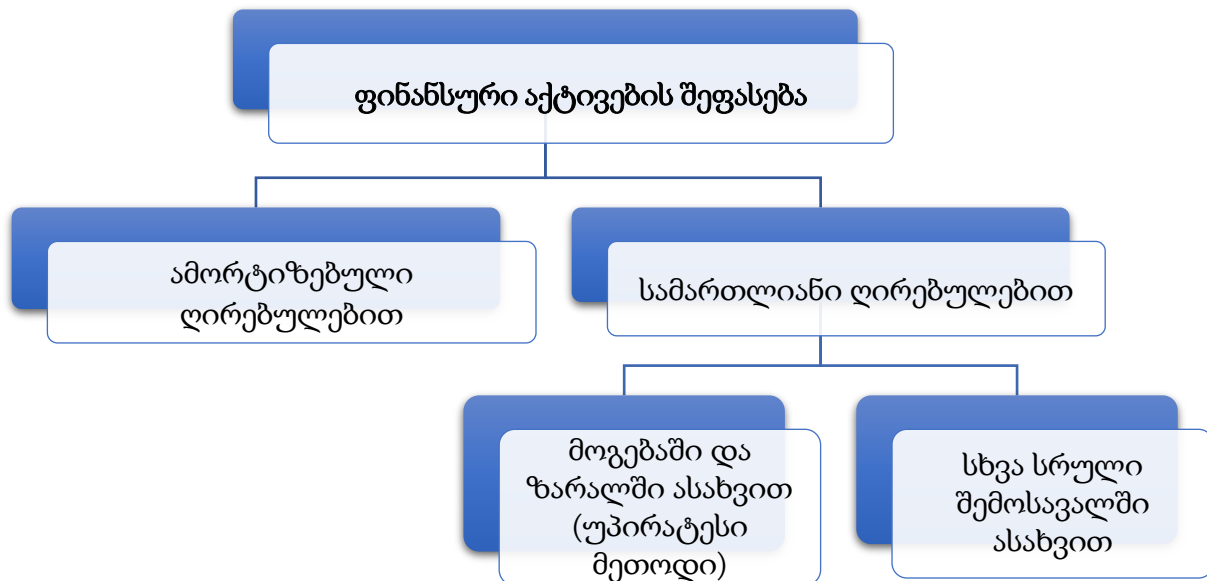 ფინანსური აქტივების შეფასება
ამორტიზებული
ღირებულებით
სამართლიანი ღირებულებით
მოგებაში და
ზარალში ასახვით
(უპირატესი
მეთოდი)
სხვა სრული
შემოსავალში
ასახვით